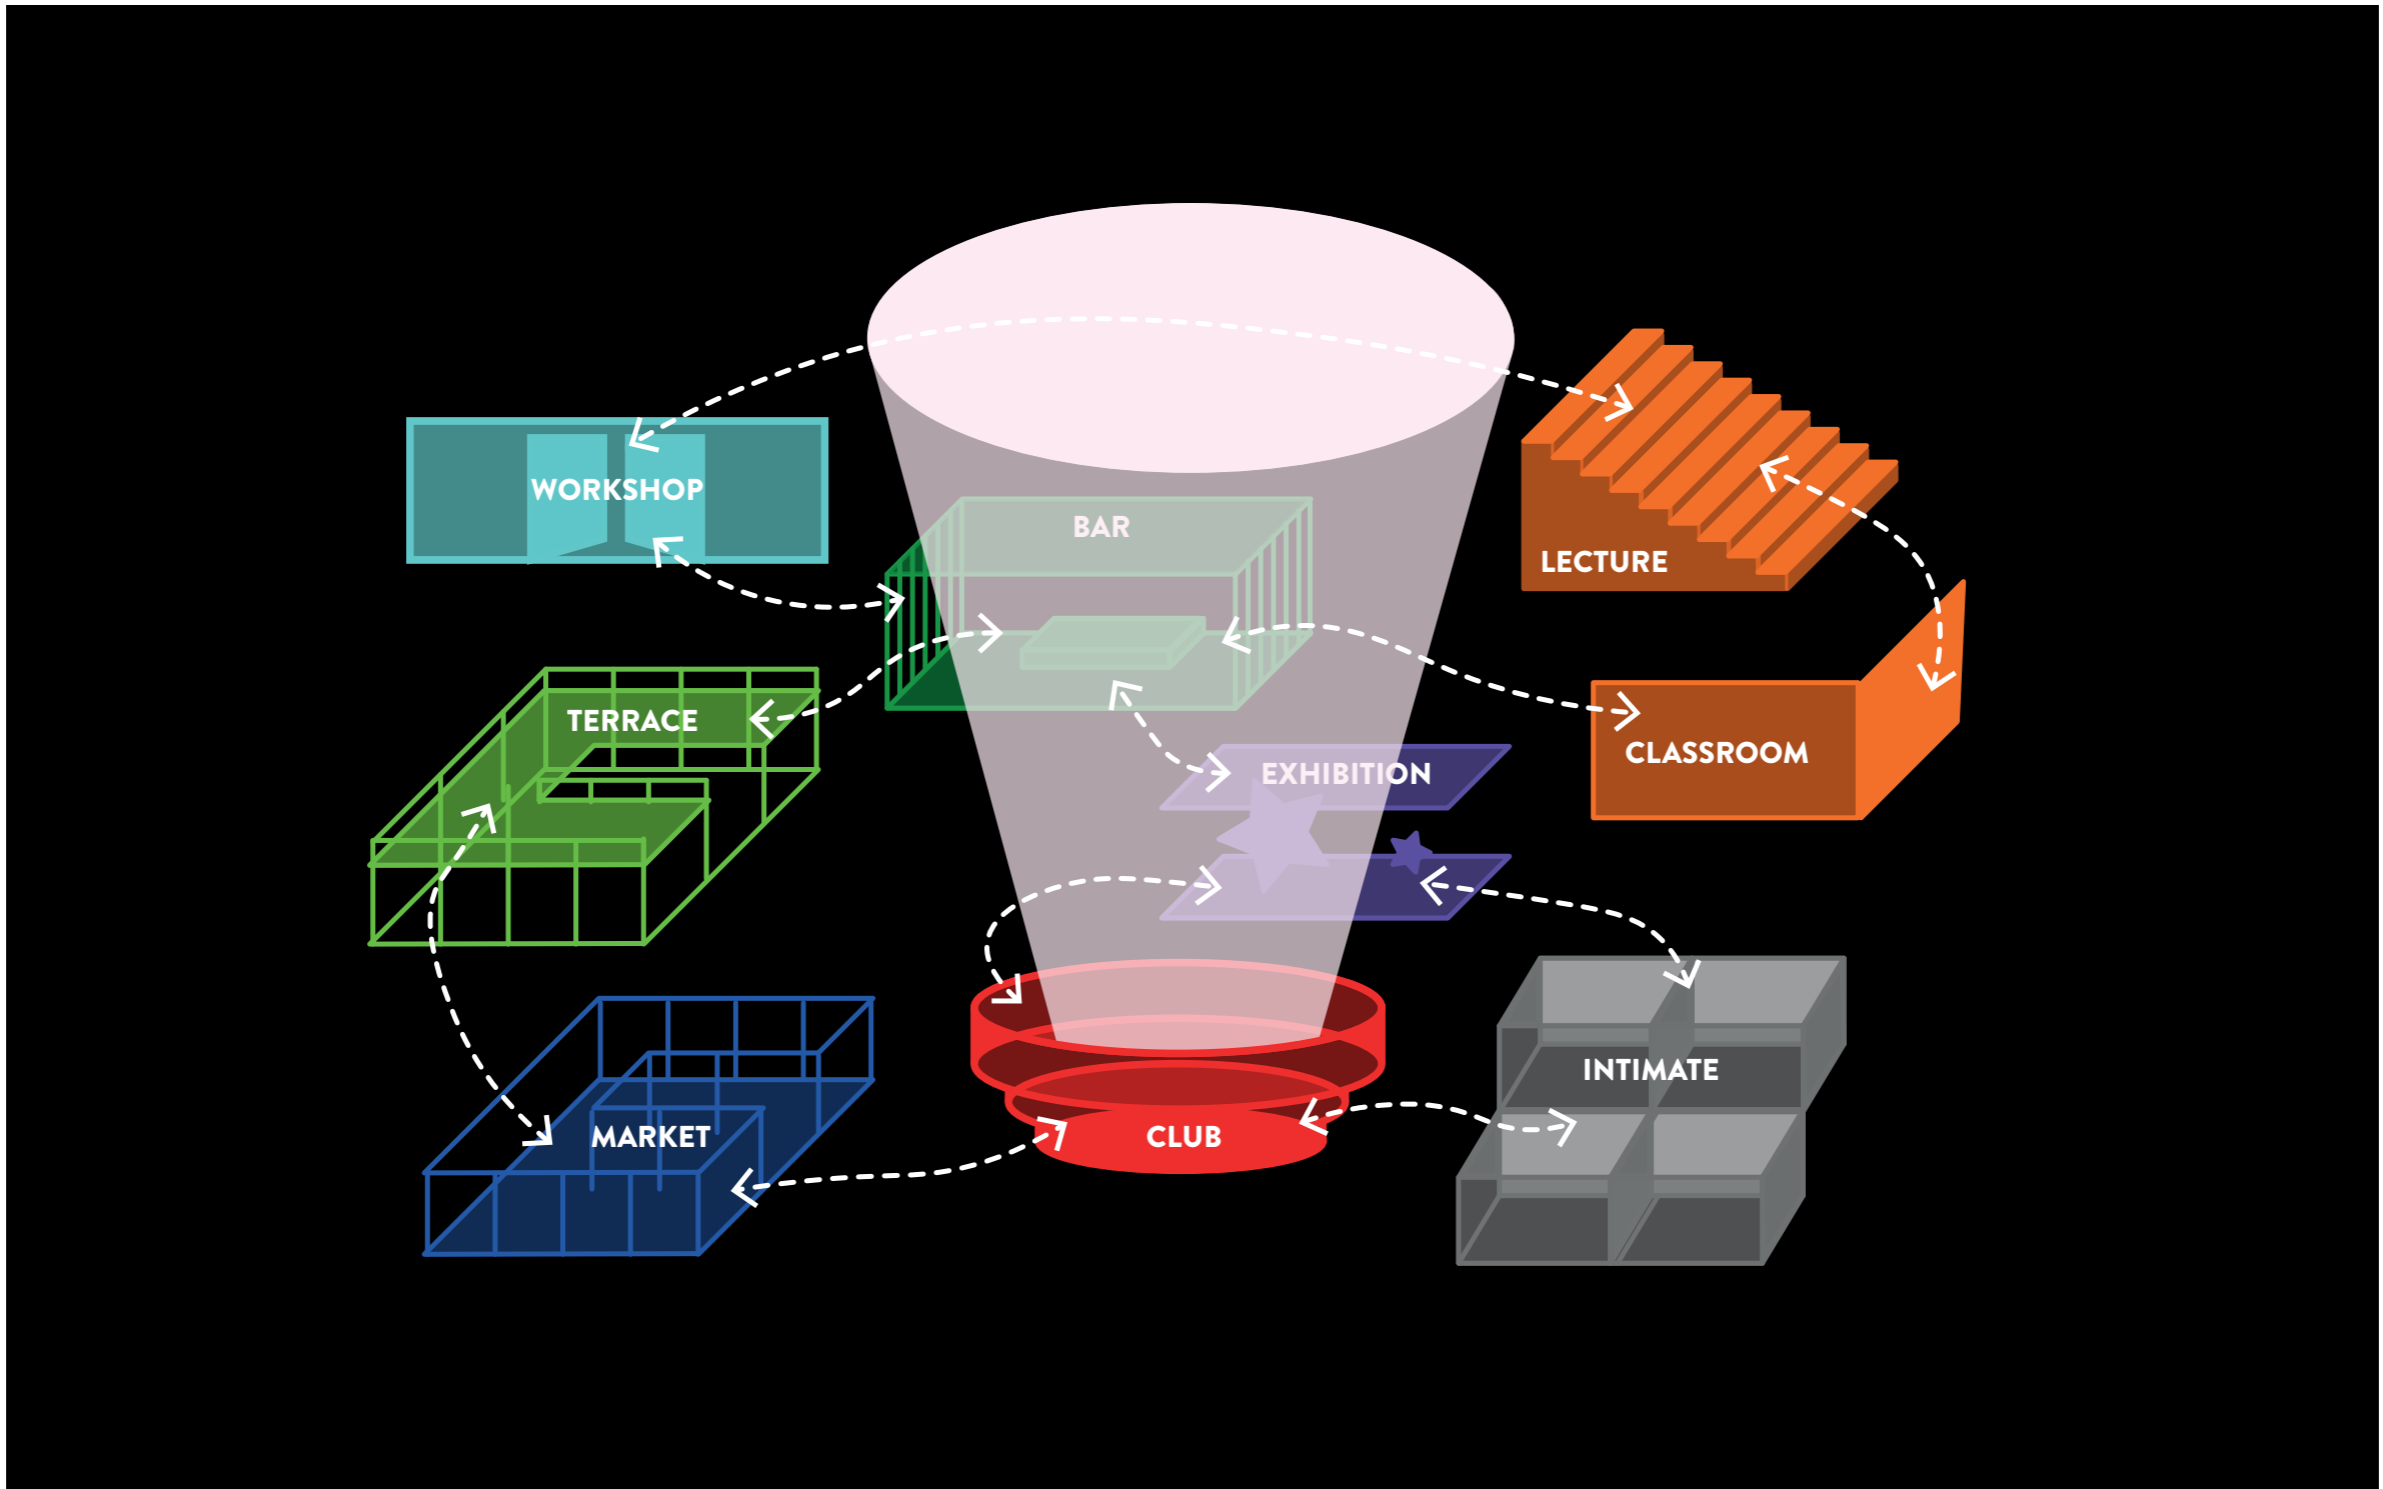 WORKSHOP
BAR
LECTURE
TERRACE
CLASSROOM
EXHIBITION
INTIMATE
MARKET
CLUB